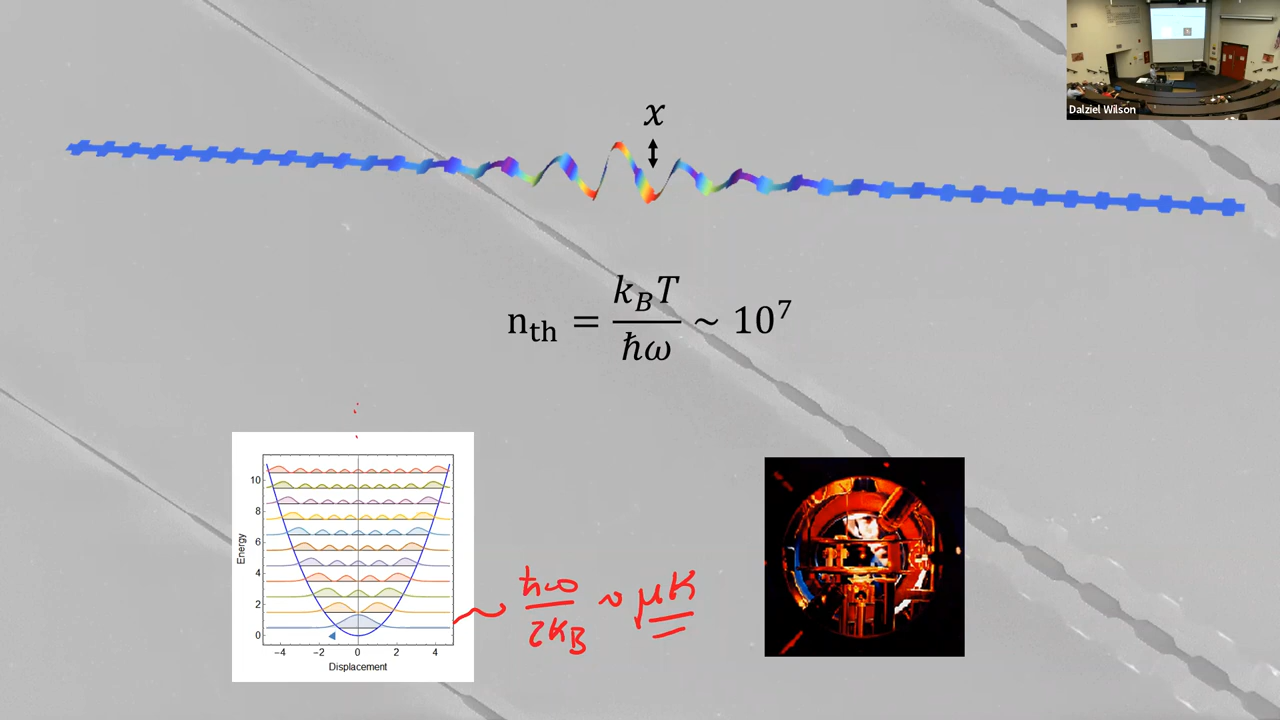 Dalziel Wilson
x
n_th = k_B T / ħω ~ 10^7
10
8
6
4
2
0
Energy
−4 −2 0 2 4
Displacement
ħω / 2k_B ~ μK